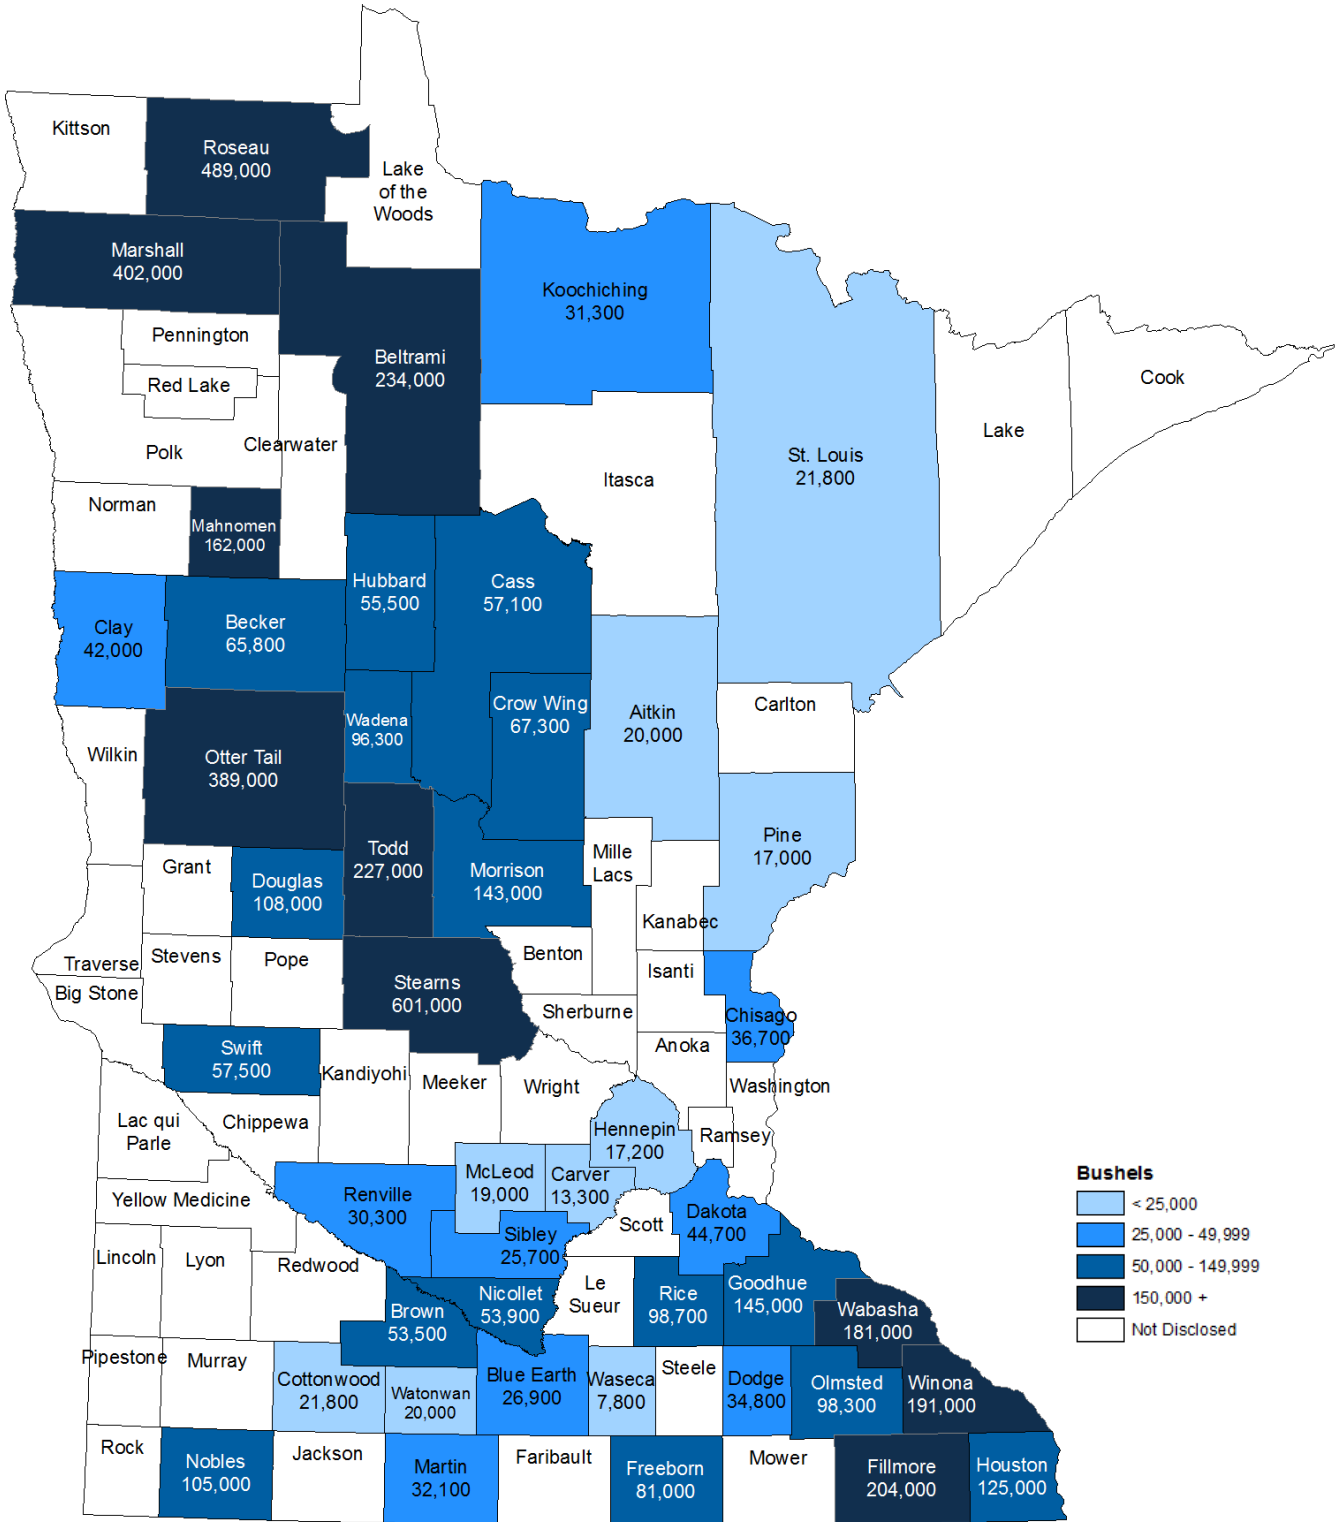 Kittson
Roseau
489,000
Lake
of the
Woods
Marshall
402,000
Koochiching
31,300
Pennington
Beltrami
234,000
Red Lake
Cook
Lake
Clearwater
Polk
St. Louis
21,800
Itasca
Norman
Mahnomen
162,000
Hubbard
55,500
Cass
57,100
Clay
42,000
Becker
65,800
Crow Wing
67,300
Carlton
Aitkin
20,000
Wadena
96,300
Wilkin
Otter Tail
389,000
Pine
17,000
Todd
227,000
Mille
Lacs
Grant
Morrison
143,000
Douglas
108,000
Kanabec
Benton
Stevens
Pope
Traverse
Isanti
Stearns
601,000
Big Stone
Sherburne
Chisago
36,700
Anoka
Swift
57,500
Kandiyohi
Meeker
Wright
Washington
Lac qui
Parle
Chippewa
Hennepin
17,200
Ramsey
McLeod
19,000
Carver
13,300
Bushels
< 25,000
25,000 - 49,999
50,000 - 149,999
150,000 +
Not Disclosed
Yellow Medicine
Renville
30,300
Dakota
44,700
Scott
Sibley
25,700
Lincoln
Lyon
Redwood
Le
Sueur
Nicollet
53,900
Rice
98,700
Goodhue
145,000
Brown
53,500
Wabasha
181,000
Pipestone
Murray
Steele
Cottonwood
21,800
Watonwan
20,000
Blue Earth
26,900
Waseca
7,800
Dodge
34,800
Olmsted
98,300
Winona
191,000
Rock
Nobles
105,000
Jackson
Martin
32,100
Faribault
Freeborn
81,000
Mower
Fillmore
204,000
Houston
125,000